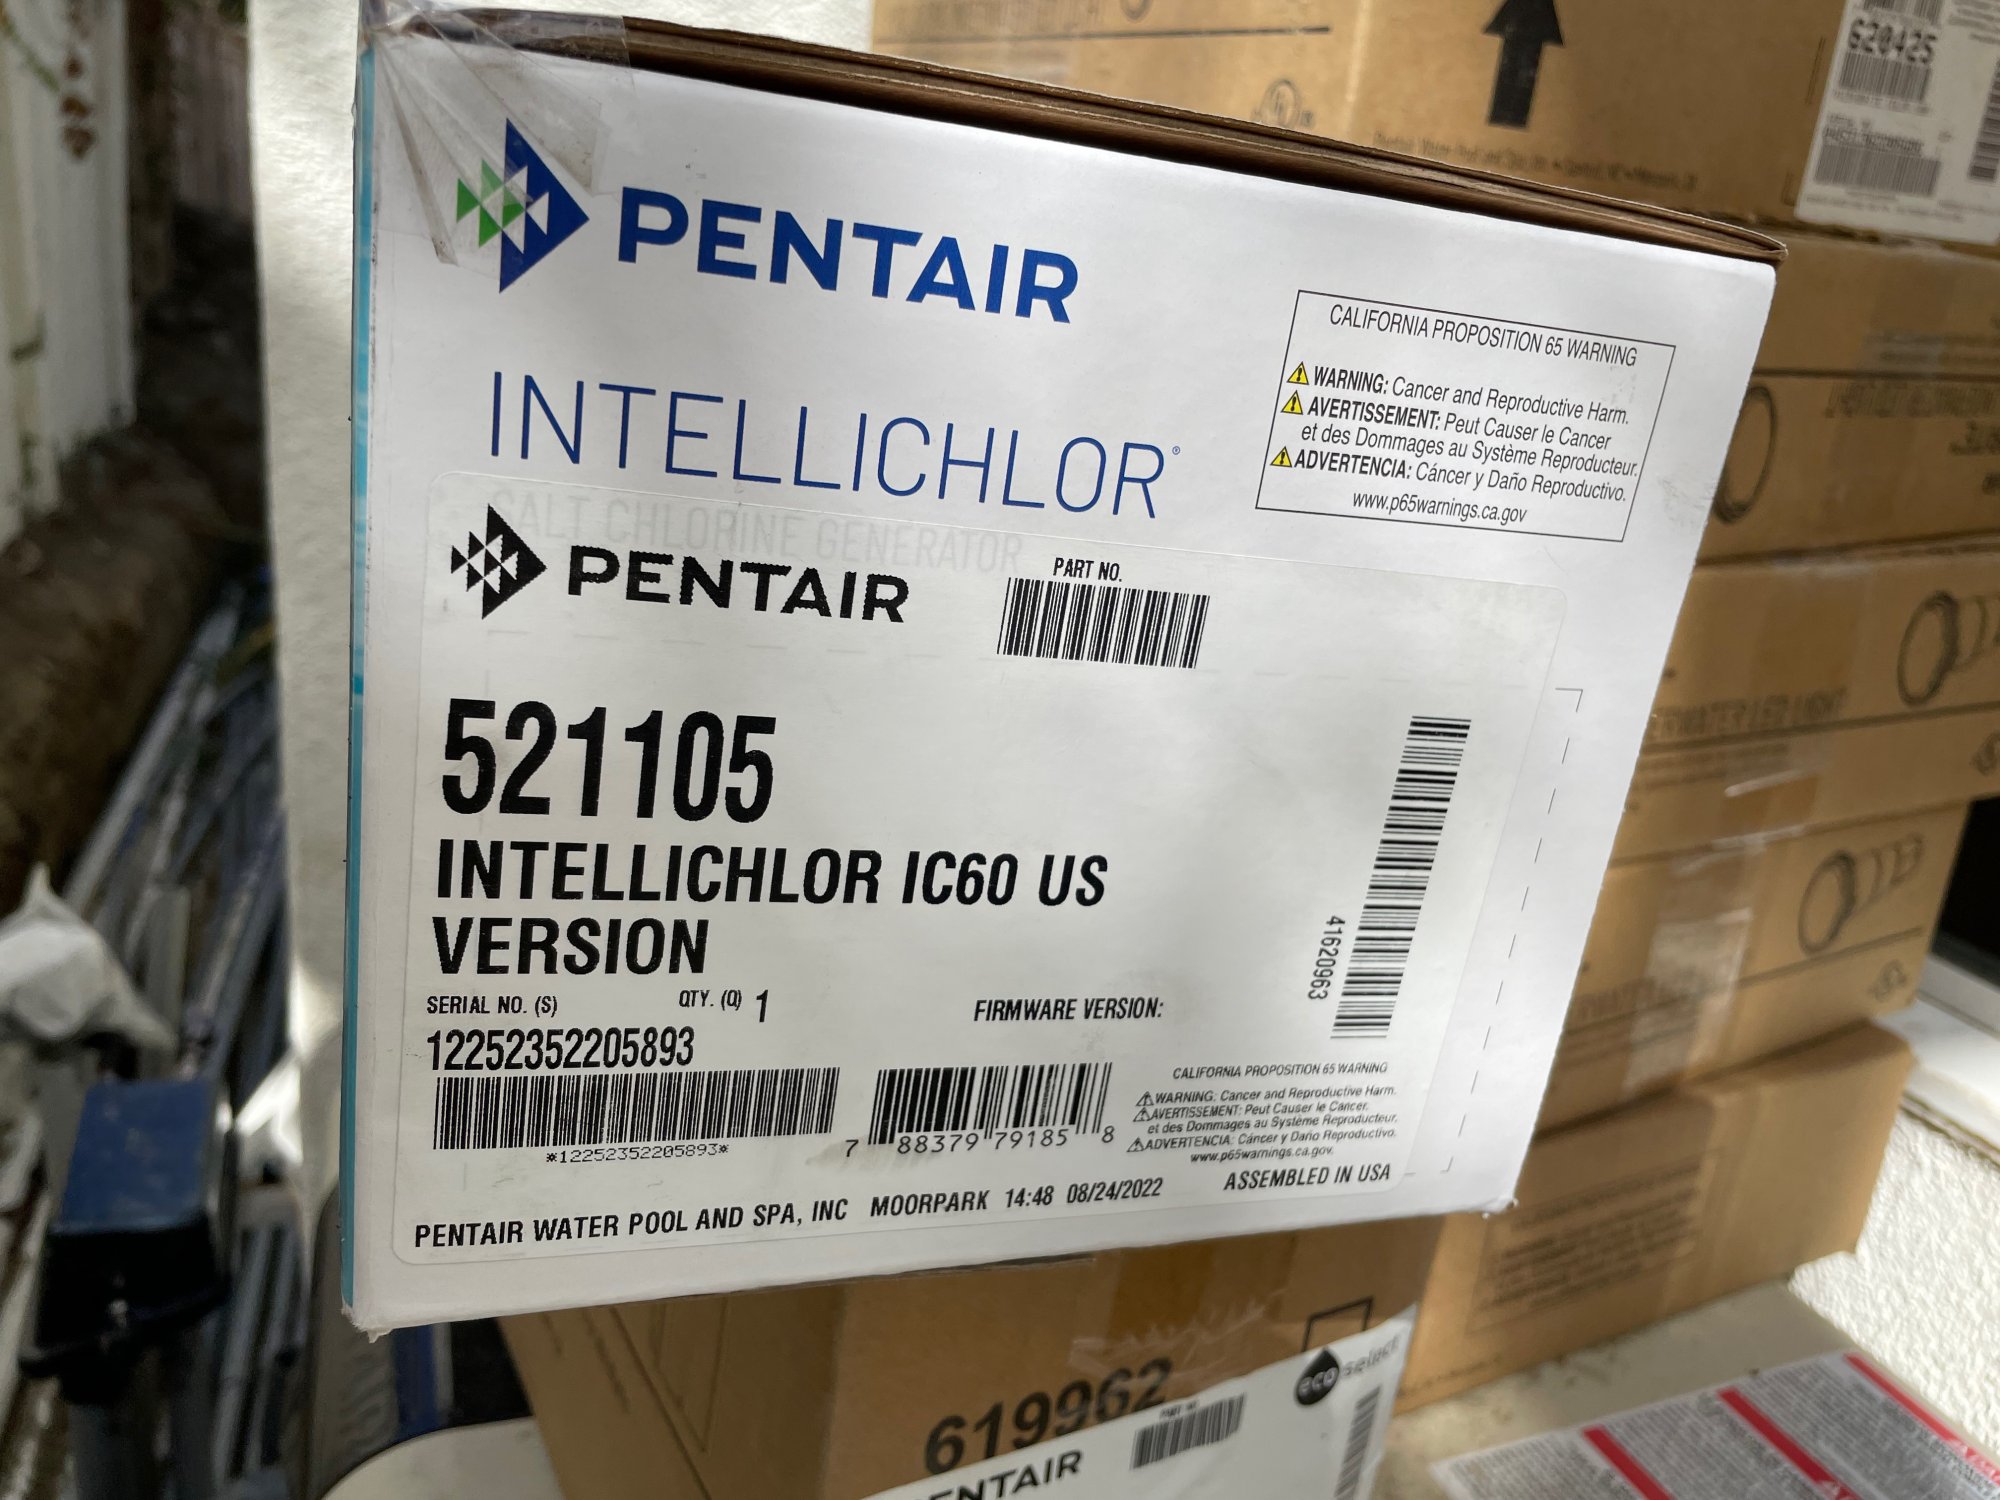 620425
PENTAIR
CALIFORNIA PROPOSITION 65 WARNING
WARNING: Cancer and Reproductive Harm.
AVERTISSEMENT: Peut Causer le Cancer
et des Dommages au Système Reproducteur.
ADVERTENCIA: Cáncer y Daño Reproductivo.
www.p65warnings.ca.gov
INTELLICHLOR®
SALT CHLORINE GENERATOR
PENTAIR
PART NO.
521105
INTELLICHLOR IC60 US
VERSION
SERIAL NO. (S) QTY. (Q) 1
FIRMWARE VERSION:
41620963
12252352205893
*12252352205893*
7 88379 79185 8
CALIFORNIA PROPOSITION 65 WARNING
WARNING: Cancer and Reproductive Harm.
AVERTISSEMENT: Peut Causer le Cancer.
et des Dommages au Système Reproducteur.
ADVERTENCIA: Cáncer y Daño Reproductivo.
www.p65warnings.ca.gov.
PENTAIR WATER POOL AND SPA, INC MOORPARK 14:48 08/24/2022
ASSEMBLED IN USA
619962
eco select
PART NO.
NTAIR